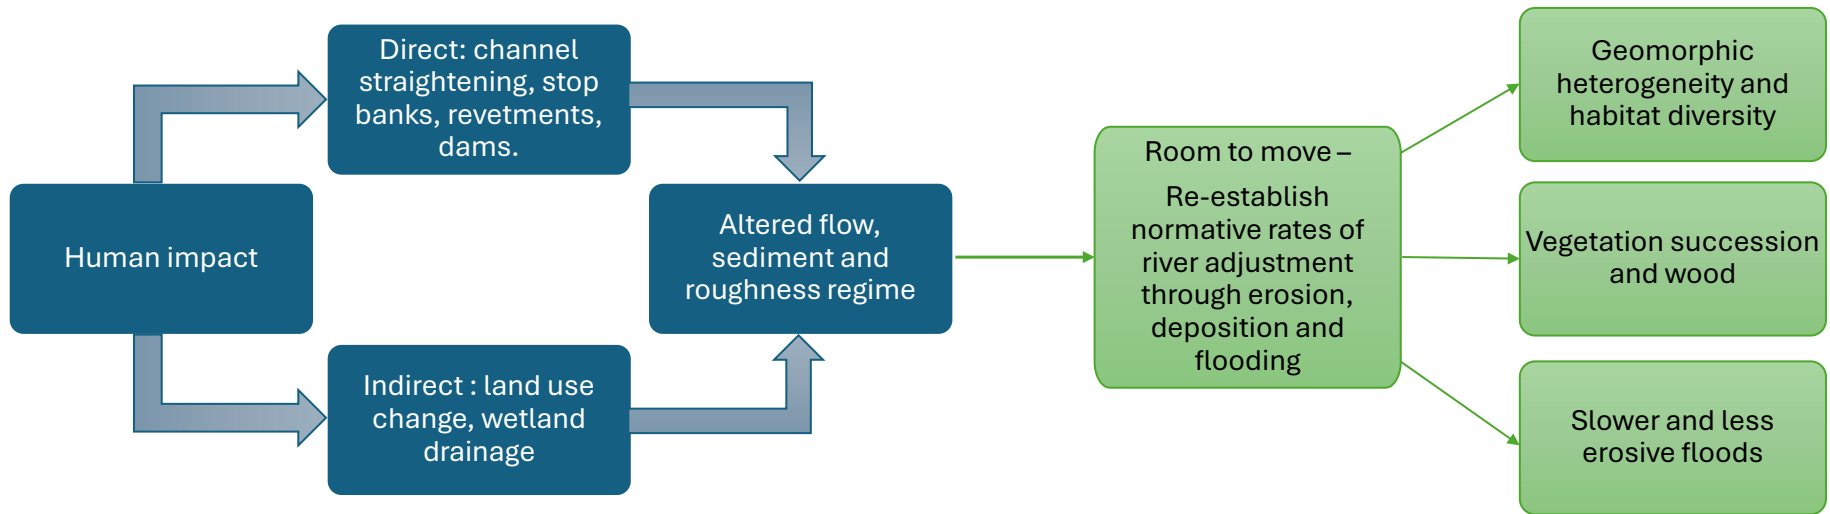 Human impact
Direct: channel
straightening, stop
banks, revetments,
dams.
Indirect : land use
change, wetland
drainage
Altered flow,
sediment and
roughness regime
Room to move –
Re-establish
normative rates of
river adjustment
through erosion,
deposition and
flooding
Geomorphic
heterogeneity and
habitat diversity
Vegetation succession
and wood
Slower and less
erosive floods